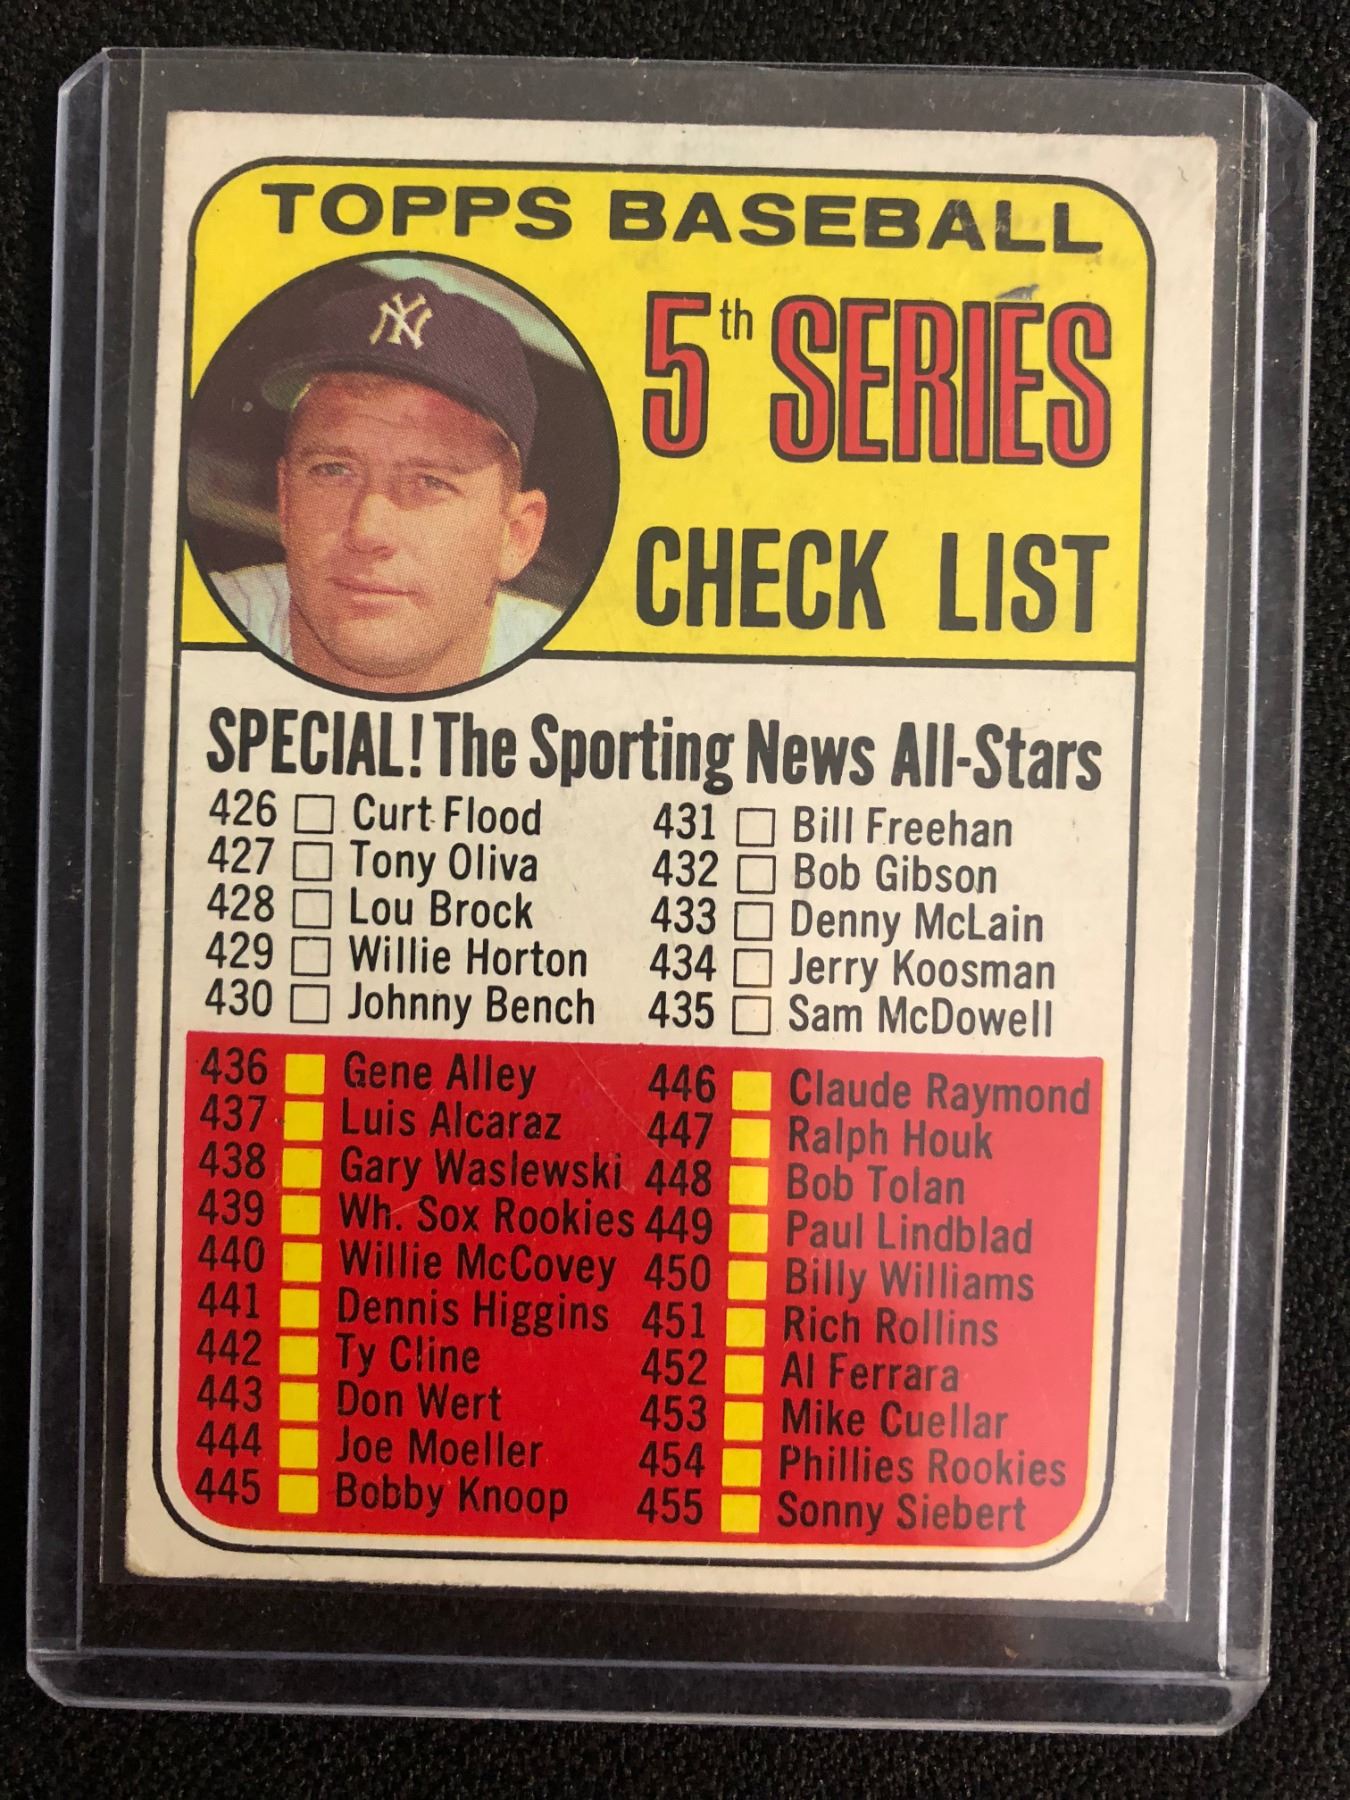 TOPPS BASEBALL
NY
5th SERIES
CHECK LIST
SPECIAL! The Sporting News All-Stars
426 Curt Flood
427 Tony Oliva
428 Lou Brock
429 Willie Horton
430 Johnny Bench
431 Bill Freehan
432 Bob Gibson
433 Denny McLain
434 Jerry Koosman
435 Sam McDowell
436 Gene Alley
437 Luis Alcaraz
438 Gary Waslewski
439 Wh. Sox Rookies
440 Willie McCovey
441 Dennis Higgins
442 Ty Cline
443 Don Wert
444 Joe Moeller
445 Bobby Knoop
446 Claude Raymond
447 Ralph Houk
448 Bob Tolan
449 Paul Lindblad
450 Billy Williams
451 Rich Rollins
452 Al Ferrara
453 Mike Cuellar
454 Phillies Rookies
455 Sonny Siebert